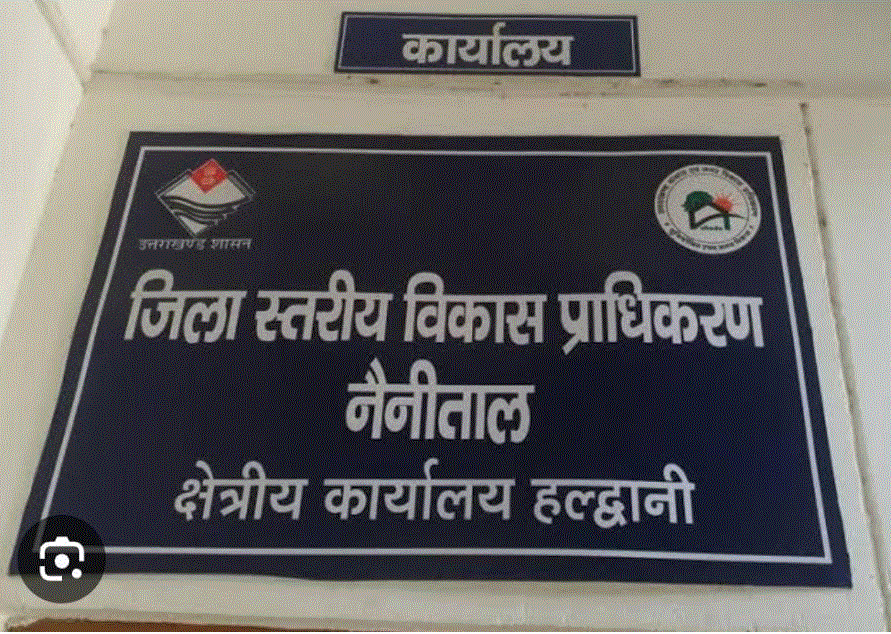 कार्यालय
उत्तराखण्ड शासन
जिला स्तरीय विकास प्राधिकरण
नैनीताल
क्षेत्रीय कार्यालय हल्द्वानी